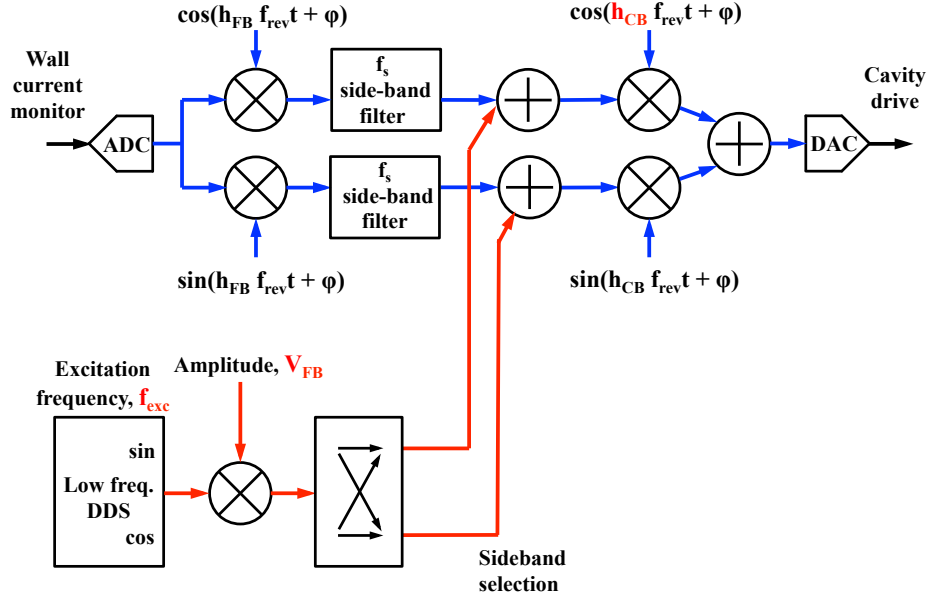 cos(h_FB f_rev t + φ)
cos(h_CB f_rev t + φ)
Wall
current
monitor
ADC
f_s
side-band
filter
Cavity
drive
DAC
f_s
side-band
filter
sin(h_FB f_rev t + φ)
sin(h_CB f_rev t + φ)
Excitation
frequency, f_exc
Amplitude, V_FB
sin
Low freq.
DDS
cos
Sideband
selection